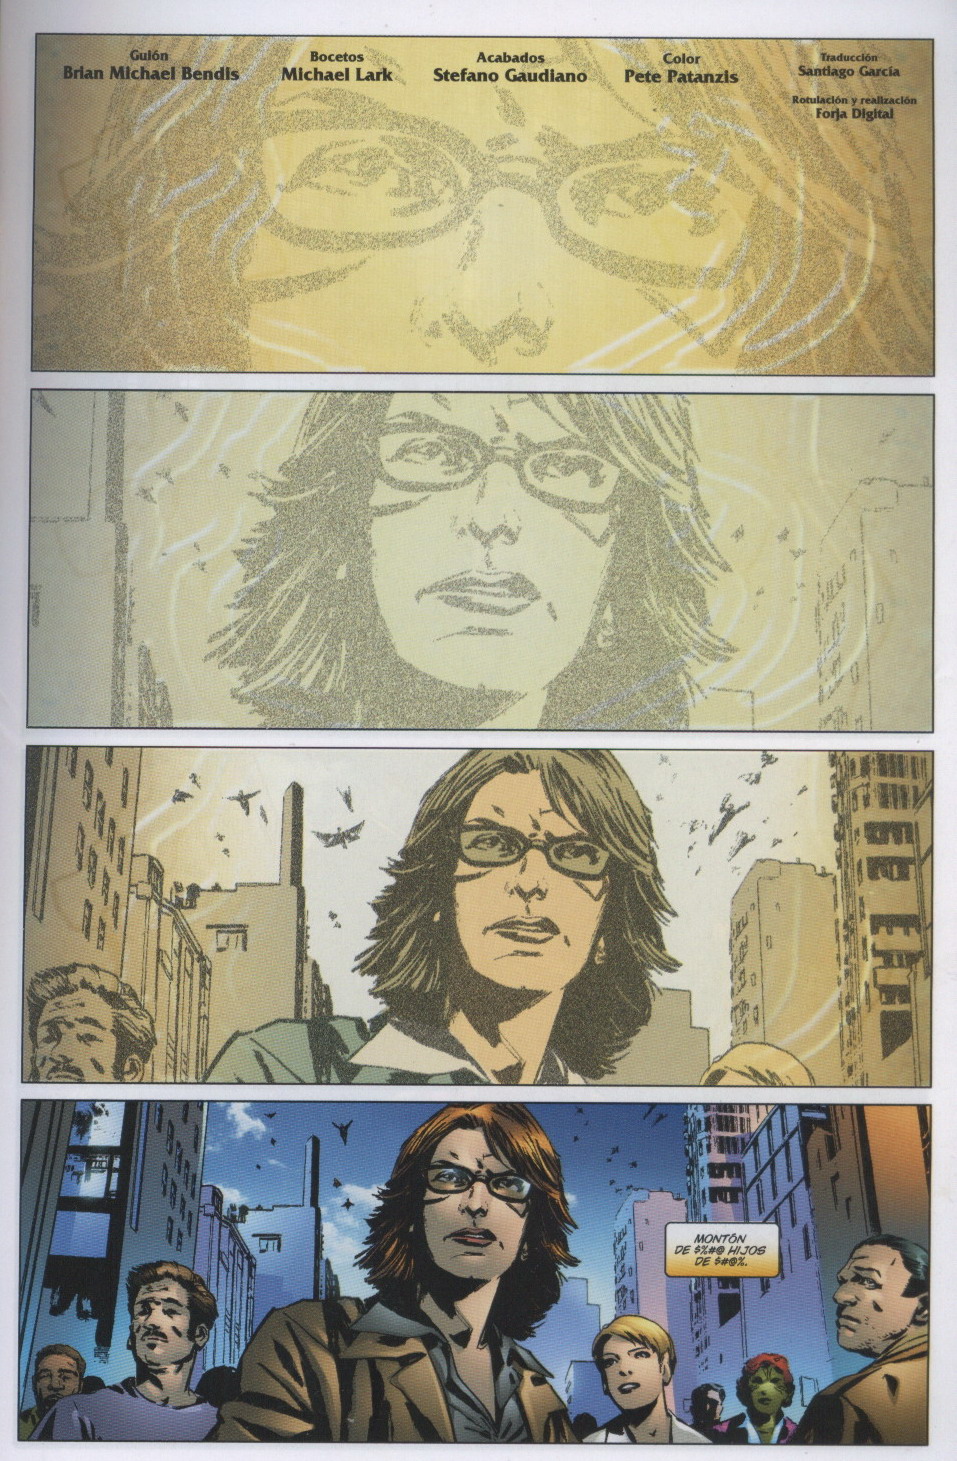 Guión
Brian Michael Bendis
Bocetos
Michael Lark
Acabados
Stefano Gaudiano
Color
Pete Patanzis
Traducción
Santiago García
Rotulación y realización
Forja Digital
MONTÓN
DE $%#@ HIJOS
DE $#@%.